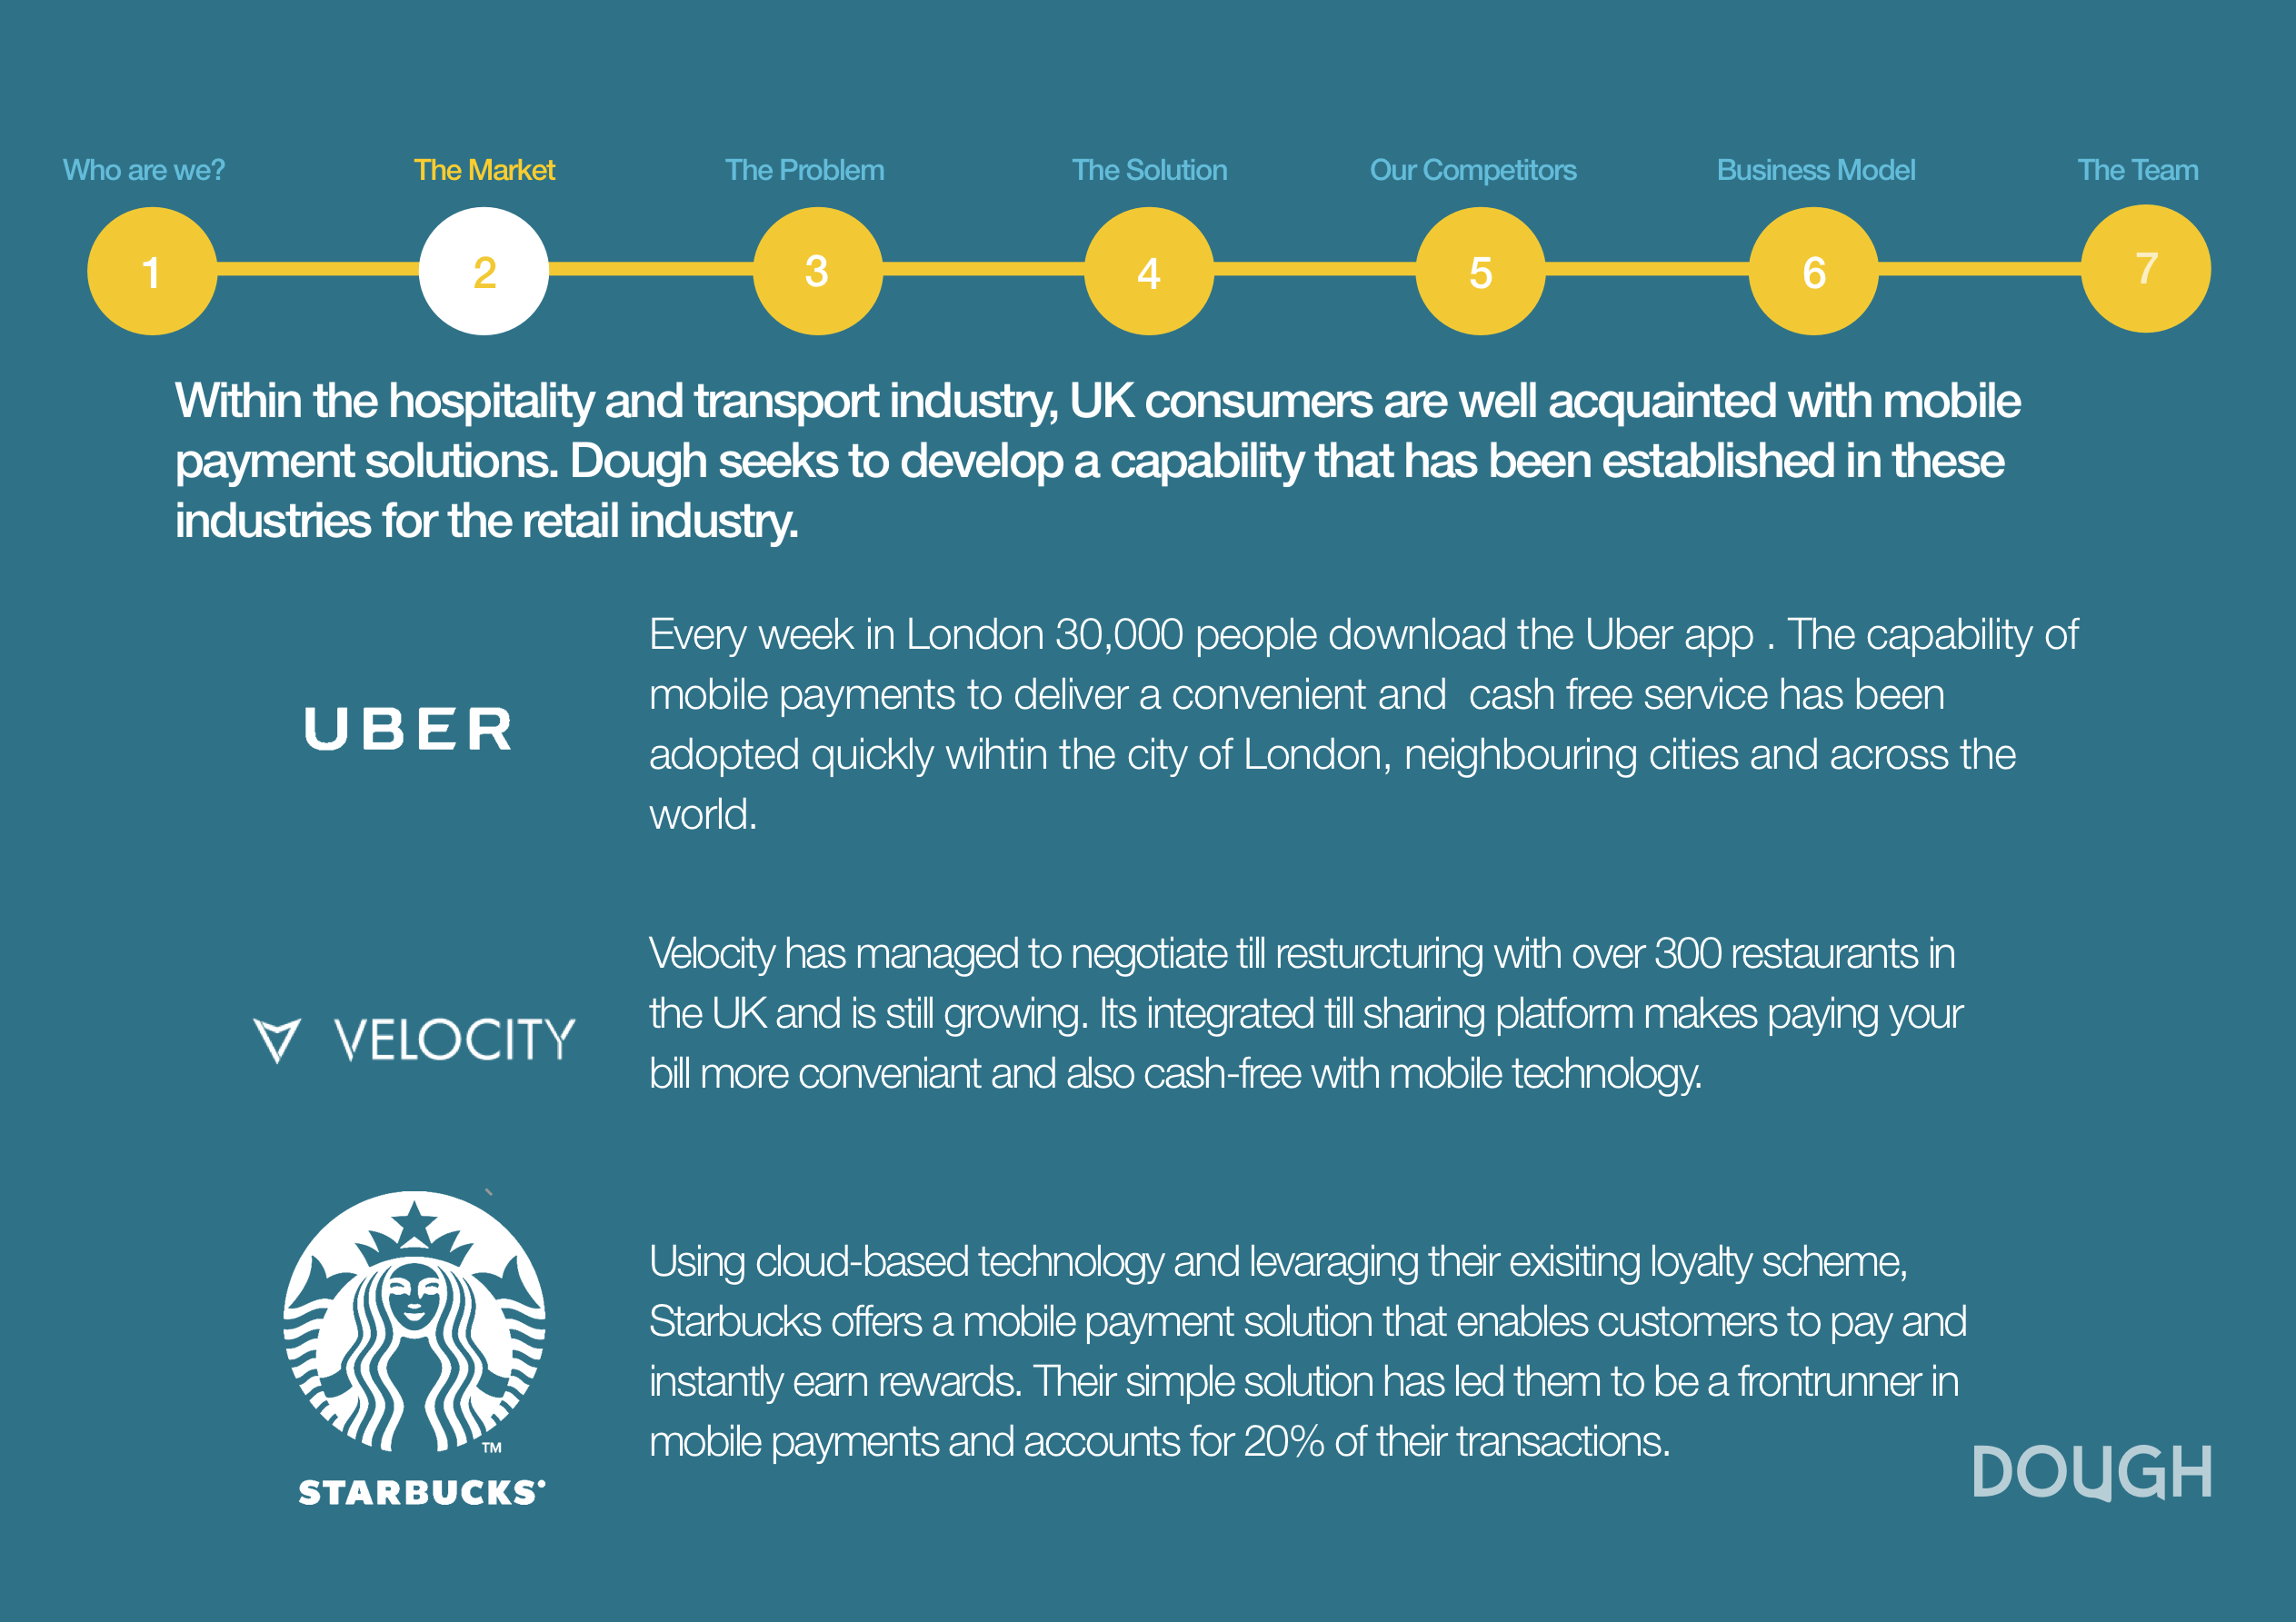 Who are we?
The Market
The Problem
The Solution
Our Competitors
Business Model
The Team
1
2
3
4
5
6
7
Within the hospitality and transport industry, UK consumers are well acquainted with mobile
payment solutions. Dough seeks to develop a capability that has been established in these
industries for the retail industry.
UBER
Every week in London 30,000 people download the Uber app . The capability of
mobile payments to deliver a convenient and  cash free service has been
adopted quickly wihtin the city of London, neighbouring cities and across the
world.
VELOCITY
Velocity has managed to negotiate till resturcturing with over 300 restaurants in
the UK and is still growing. Its integrated till sharing platform makes paying your
bill more conveniant and also cash-free with mobile technology.
TM
STARBUCKS
Using cloud-based technology and levaraging their exisiting loyalty scheme,
Starbucks offers a mobile payment solution that enables customers to pay and
instantly earn rewards. Their simple solution has led them to be a frontrunner in
mobile payments and accounts for 20% of their transactions.
DOUGH